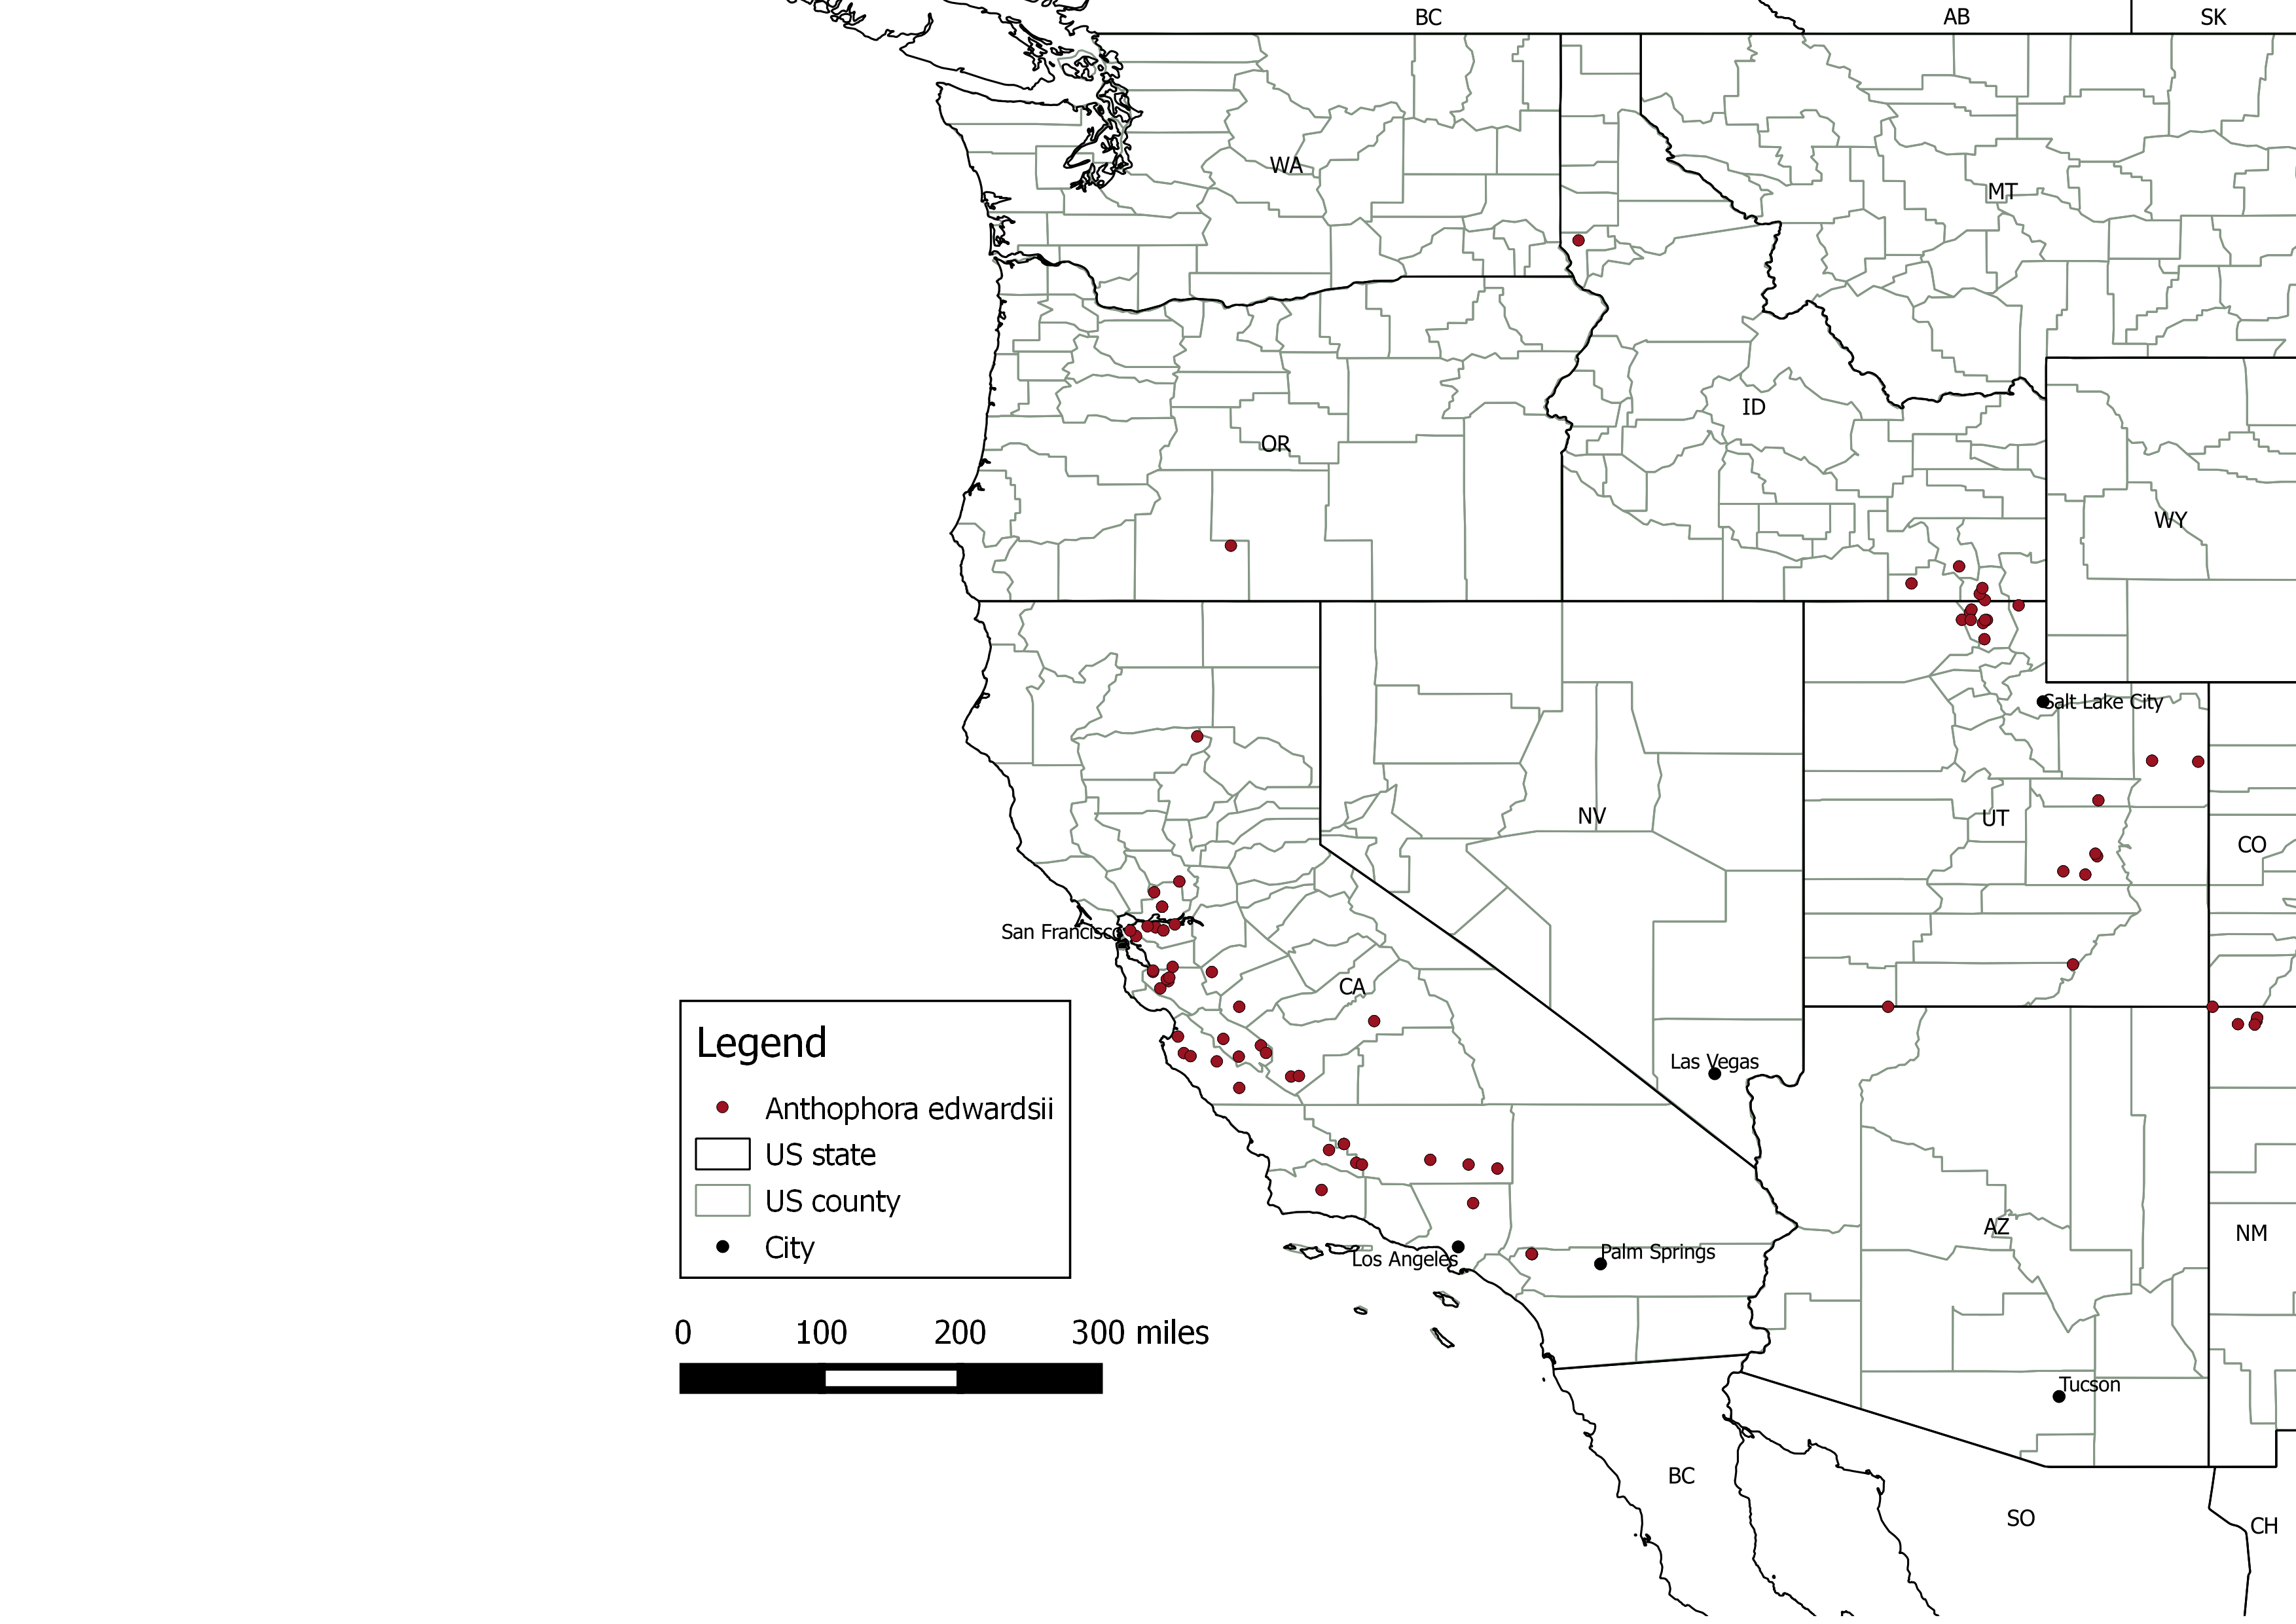 BC
AB
SK
WA
MT
ID
OR
WY
Salt Lake City
NV
UT
CO
San Francisco
CA
Las Vegas
AZ
NM
Los Angeles
Palm Springs
Tucson
BC
SO
CH
Legend
Anthophora edwardsii
US state
US county
City
0 100 200 300 miles